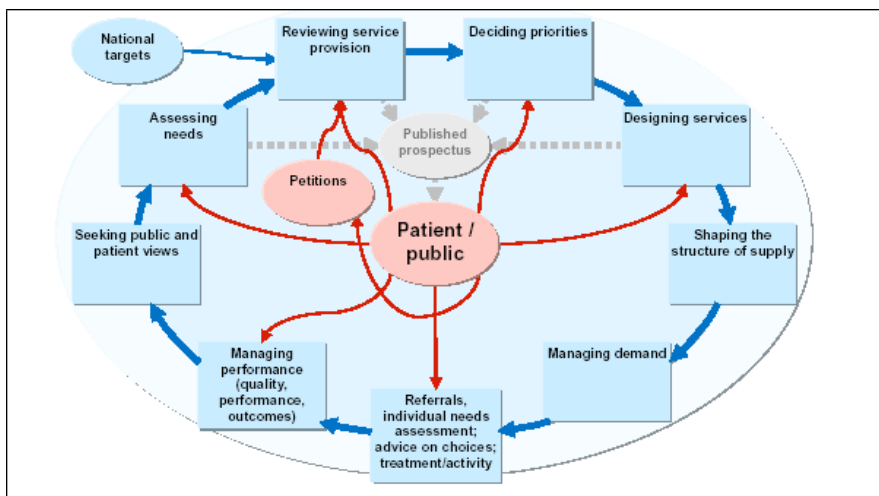 National
targets
Reviewing service
provision
Deciding priorities
Assessing
needs
Published
prospectus
Designing services
Petitions
Patient /
public
Seeking public and
patient views
Shaping the
structure of supply
Managing
performance
(quality,
performance,
outcomes)
Managing demand
Referrals,
individual needs
assessment;
advice on choices;
treatment/activity